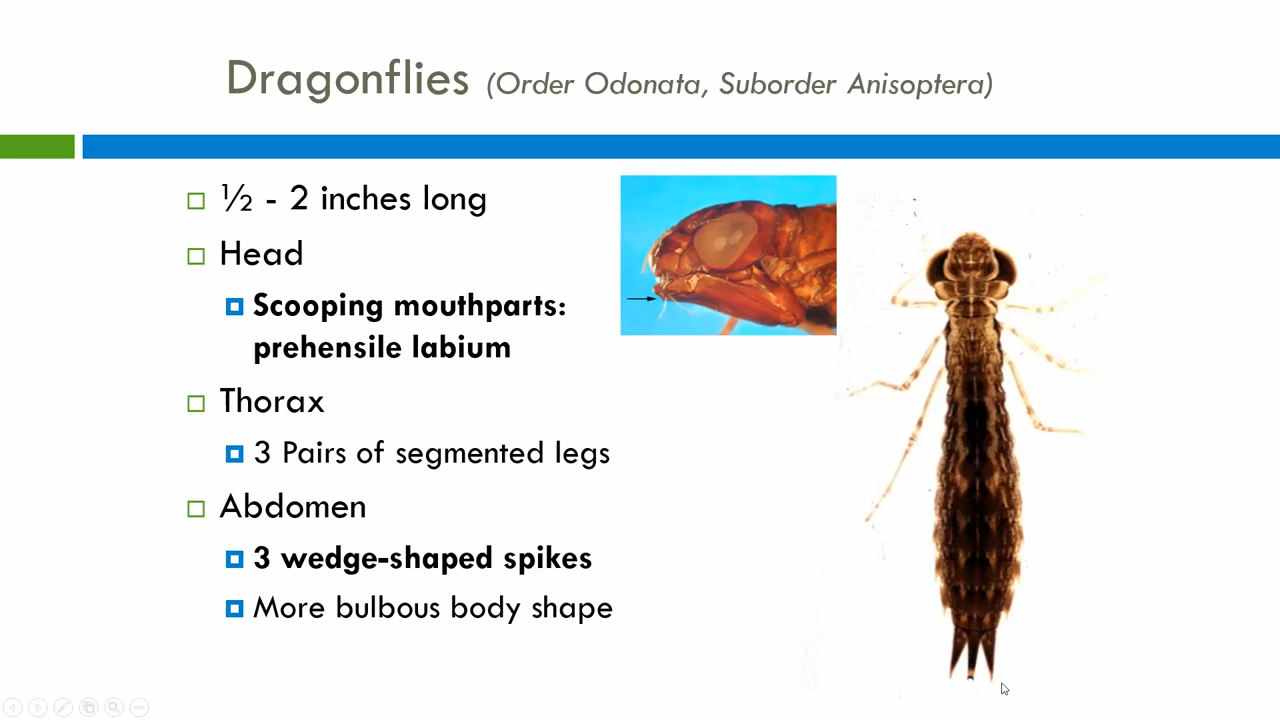 Dragonflies (Order Odonata, Suborder Anisoptera)
½ - 2 inches long
Head
Scooping mouthparts:
prehensile labium
Thorax
3 Pairs of segmented legs
Abdomen
3 wedge-shaped spikes
More bulbous body shape